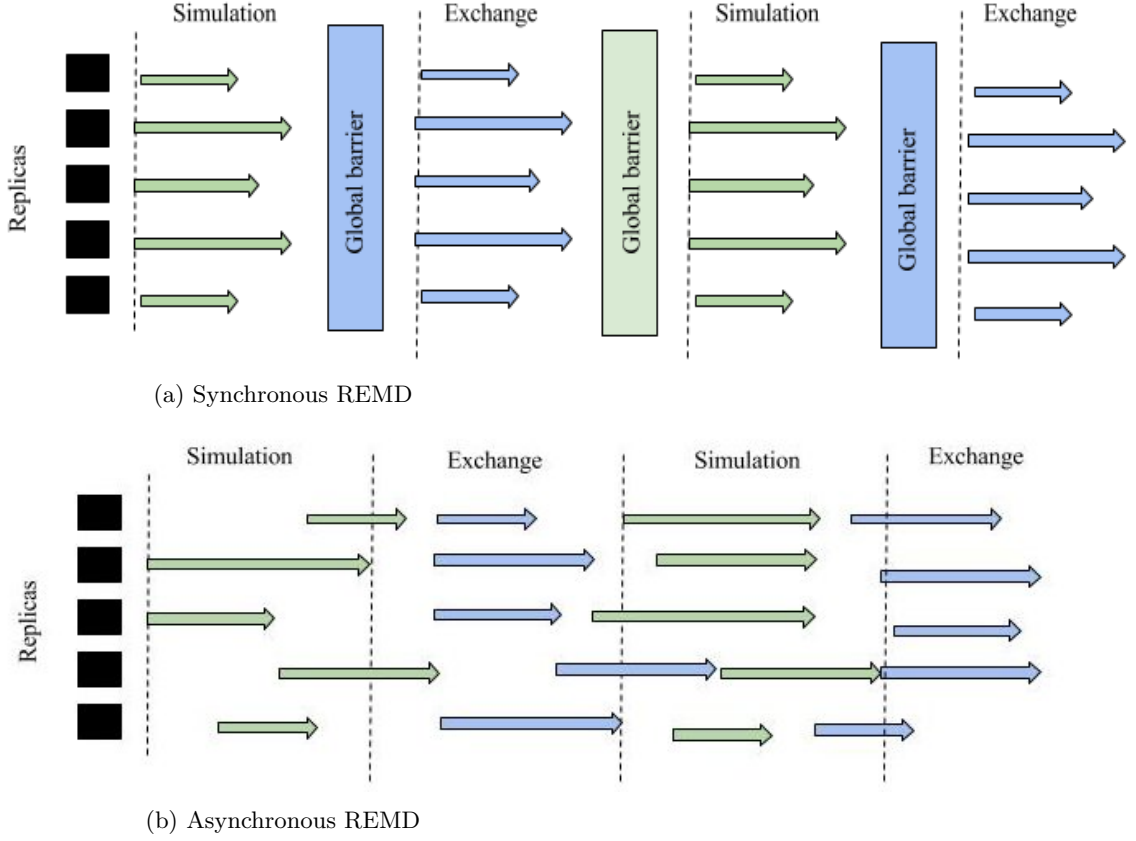 Simulation
Exchange
Simulation
Exchange
Replicas
Global barrier
Global barrier
Global barrier
(a) Synchronous REMD
Simulation
Exchange
Simulation
Exchange
Replicas
(b) Asynchronous REMD